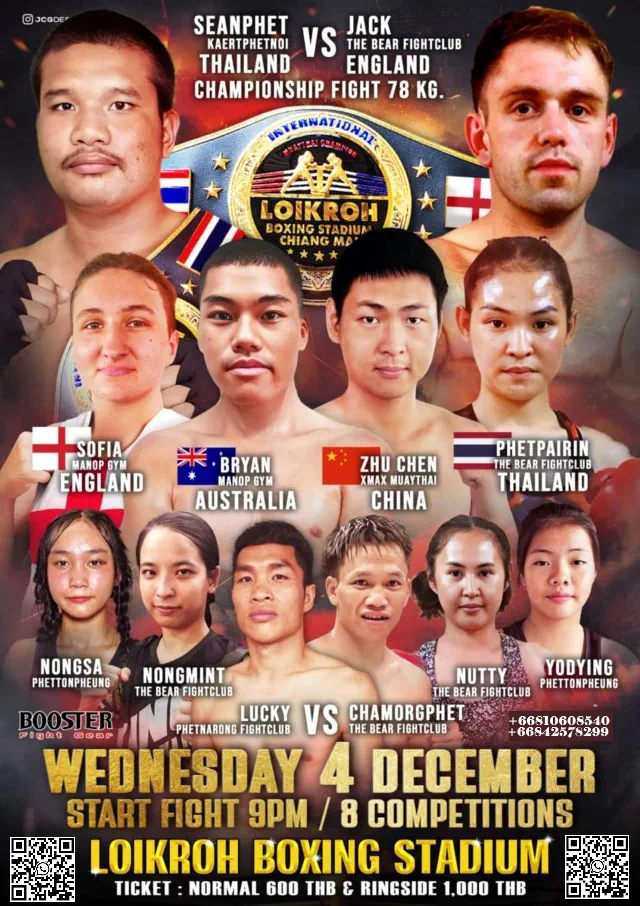 JCGDES
SEANPHET
KAERTPHETNOI
THAILAND
VS
JACK
THE BEAR FIGHTCLUB
ENGLAND
CHAMPIONSHIP FIGHT 78 KG.
INTERNATIONAL
MUAYTHAI CHAMPION
LOIKROH
BOXING STADIUM
CHIANG MAI
SOFIA
MANOP GYM
ENGLAND
BRYAN
MANOP GYM
AUSTRALIA
ZHU CHEN
XMAX MUAYTHAI
CHINA
PHETPAIRIN
THE BEAR FIGHTCLUB
THAILAND
NONGSA
PHETTONPHEUNG
NONGMINT
THE BEAR FIGHTCLUB
NUTTY
THE BEAR FIGHTCLUB
YODYING
PHETTONPHEUNG
LUCKY
PHETNARONG FIGHTCLUB
VS
CHAMORGPHET
THE BEAR FIGHTCLUB
BOOSTER
Fight Gear
+66810608540
+66842578299
WEDNESDAY 4 DECEMBER
START FIGHT 9PM / 8 COMPETITIONS
LOIKROH BOXING STADIUM
TICKET : NORMAL 600 THB & RINGSIDE 1,000 THB